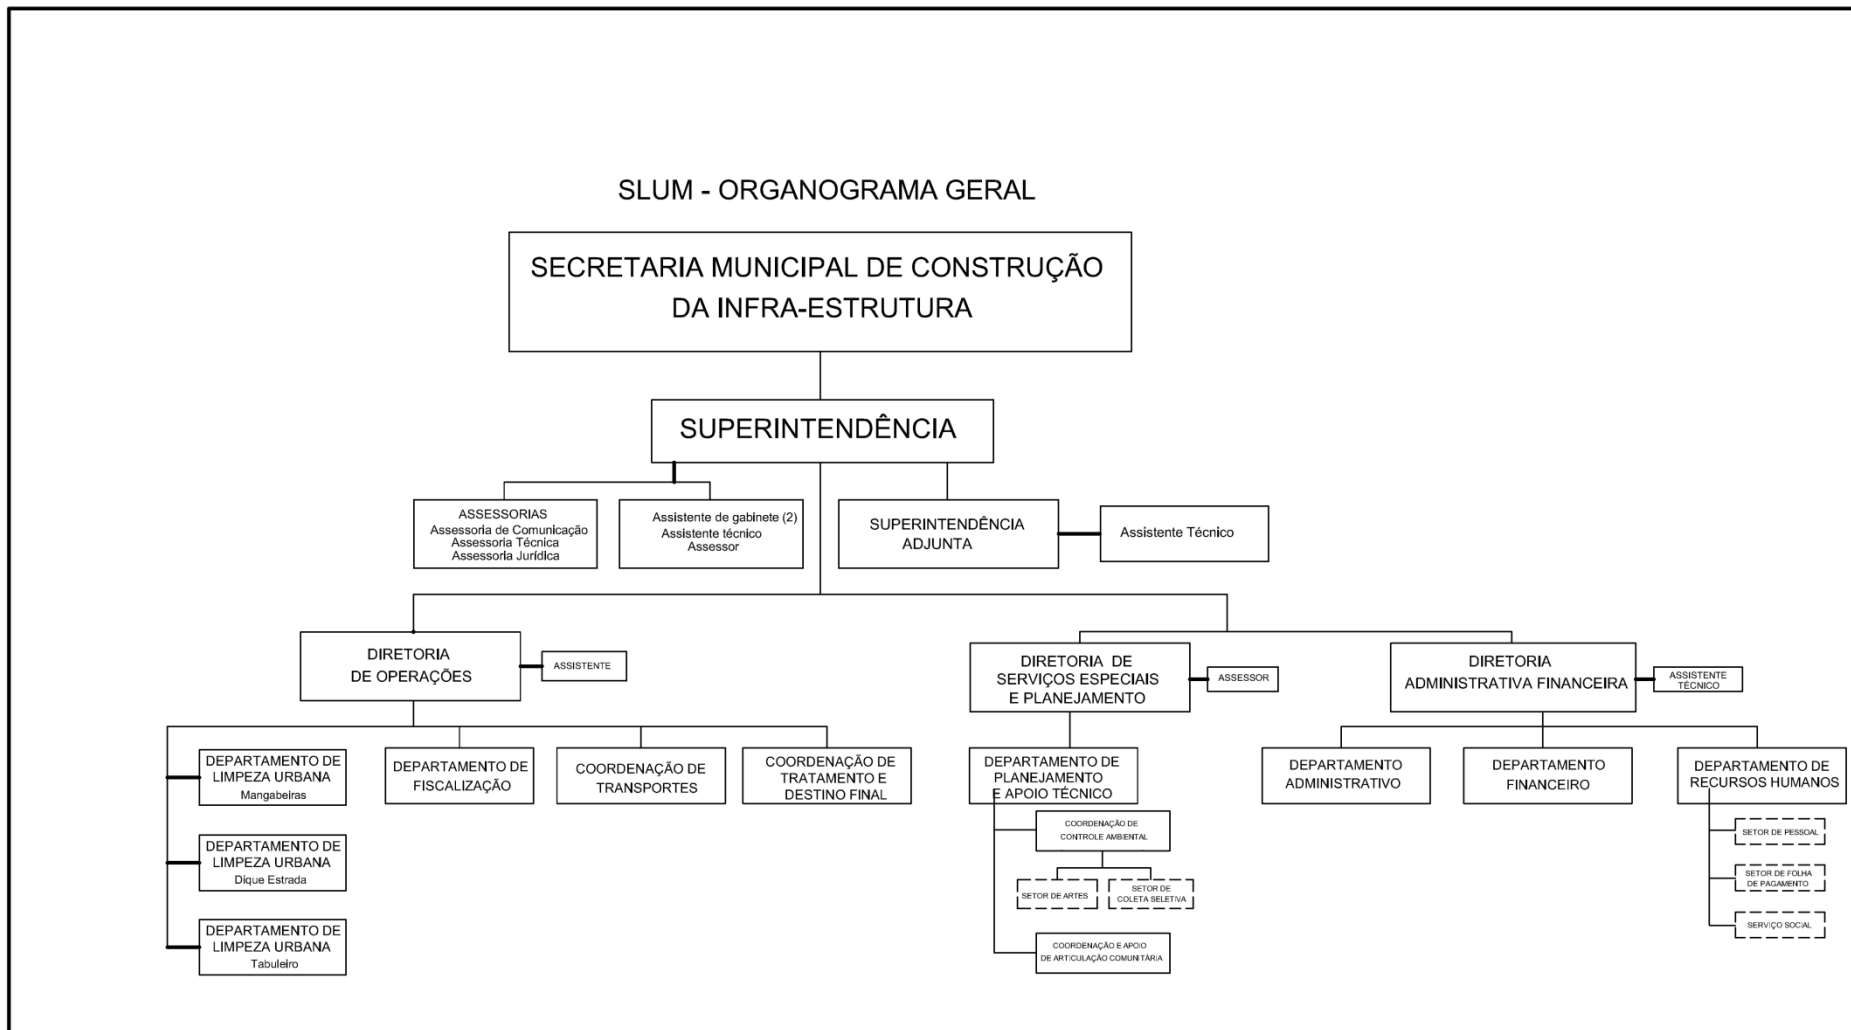 SLUM - ORGANOGRAMA GERAL
SECRETARIA MUNICIPAL DE CONSTRUÇÃO
DA INFRA-ESTRUTURA
SUPERINTENDÊNCIA
ASSESSORIAS
Assessoria de Comunicação
Assessoria Técnica
Assessoria Jurídica
Assistente de gabinete (2)
Assistente técnico
Assessor
SUPERINTENDÊNCIA
ADJUNTA
Assistente Técnico
DIRETORIA
DE OPERAÇÕES
ASSISTENTE
DIRETORIA DE
SERVIÇOS ESPECIAIS
E PLANEJAMENTO
ASSESSOR
DIRETORIA
ADMINISTRATIVA FINANCEIRA
ASSISTENTE
TÉCNICO
DEPARTAMENTO DE
LIMPEZA URBANA
Mangabeiras
DEPARTAMENTO DE
FISCALIZAÇÃO
COORDENAÇÃO DE
TRANSPORTES
COORDENAÇÃO DE
TRATAMENTO E
DESTINO FINAL
DEPARTAMENTO DE
PLANEJAMENTO
E APOIO TÉCNICO
DEPARTAMENTO
ADMINISTRATIVO
DEPARTAMENTO
FINANCEIRO
DEPARTAMENTO DE
RECURSOS HUMANOS
DEPARTAMENTO DE
LIMPEZA URBANA
Dique Estrada
DEPARTAMENTO DE
LIMPEZA URBANA
Tabuleiro
COORDENAÇÃO DE
CONTROLE AMBIENTAL
SETOR DE ARTES
SETOR DE
COLETA SELETIVA
COORDENAÇÃO E APOIO
DE ARTICULAÇÃO COMUNITÁRIA
SETOR DE PESSOAL
SETOR DE FOLHA
DE PAGAMENTO
SERVIÇO SOCIAL